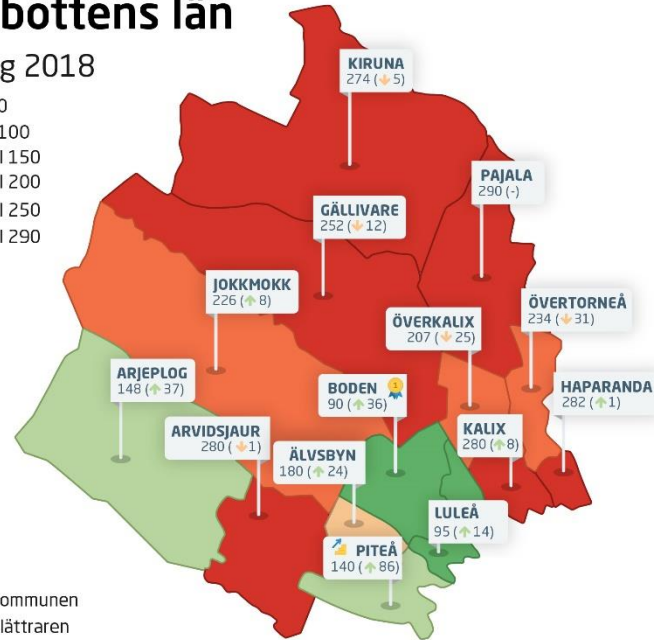 bottens län
g 2018
0
100
l 150
l 200
l 250
l 290
KIRUNA
274 (↓5)
PAJALA
290 (-)
GÄLLIVARE
252 (↓12)
JOKKMOKK
226 (↑8)
ÖVERTORNEÅ
234 (↓31)
ÖVERKALIX
207 (↓25)
ARJEPLOG
148 (↑37)
BODEN
90 (↑36)
HAPARANDA
282 (↑1)
ARVIDSJAUR
280 (↓1)
KALIX
280 (↑8)
ÄLVSBYN
180 (↑24)
LULEÅ
95 (↑14)
PITEÅ
140 (↑86)
ommunen
lättraren